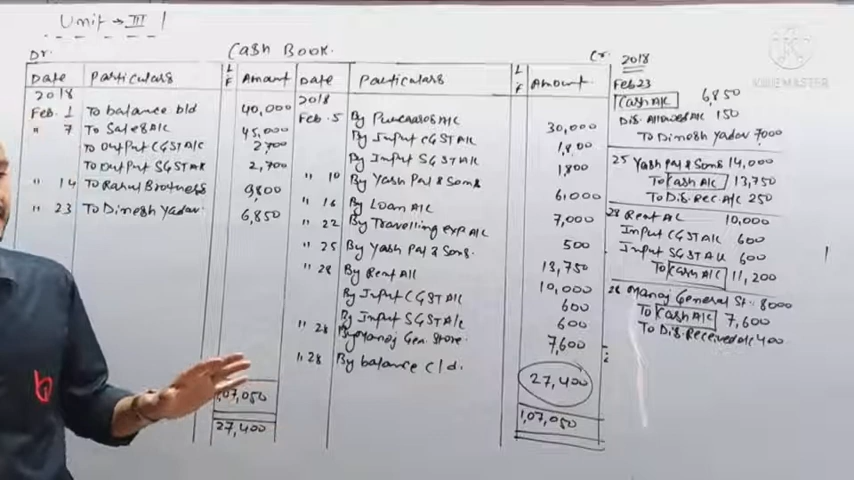 Unit → III
Cash Book.
Dr. Cr.
Date Particulars L F Amount Date Particulars L F Amount
2018 2018
Feb. 1 To balance b/d 40,000 Feb. 5 By Purchases A/c 30,000
" 7 To Sales A/c 45,000 By Input CGST A/c 1,800
To Output CGST A/c 2,700 By Input SGST A/c 1,800
To Output SGST A/c 2,700 " 10 By Yash Pal & Sons 6,000
" 14 To Rahul Brothers 9,800 " 16 By Loan A/c 7,000
" 23 To Dinesh Yadav 6,850 " 22 By Travelling exp A/c 500
" 25 By Yash Pal & Sons. 13,750
" 28 By Rent A/c 10,000
By Input CGST A/c 600
By Input SGST A/c 600
" 28 By Manoj Gen. Store. 7,600
" 28 By balance c/d. 27,400
1,07,050 1,07,050
27,400
2018
Feb 23
Cash A/c 6,850
Dis. Allowed A/c 150
To Dinesh Yadav 7,000
25 Yash Pal & Sons 14,000
To Cash A/c 13,750
To Dis. Rec. A/c 250
28 Rent A/c 10,000
Input CGST A/c 600
Input SGST A/c 600
To Cash A/c 11,200
28 Manoj General St. 8000
To Cash A/c 7,600
To Dis. Received A/c 400
KINEMASTER